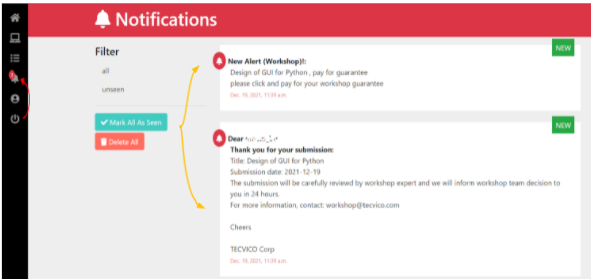 Notifications
Filter
all
unseen
Mark All As Seen
Delete All
NEW
New Alert (Workshop)!:
Design of GUI for Python , pay for guarantee
please click and pay for your workshop guarantee
Dec. 19, 2021, 11:39 a.m.
NEW
Dear
Thank you for your submission:
Title: Design of GUI for Python
Submission date: 2021-12-19
The submission will be carefully reviewed by workshop expert and we will inform workshop team decision to
you in 24 hours.
For more information, contact: workshop@tecvico.com
Cheers
TECVICO Corp
Dec. 19, 2021, 11:39 a.m.